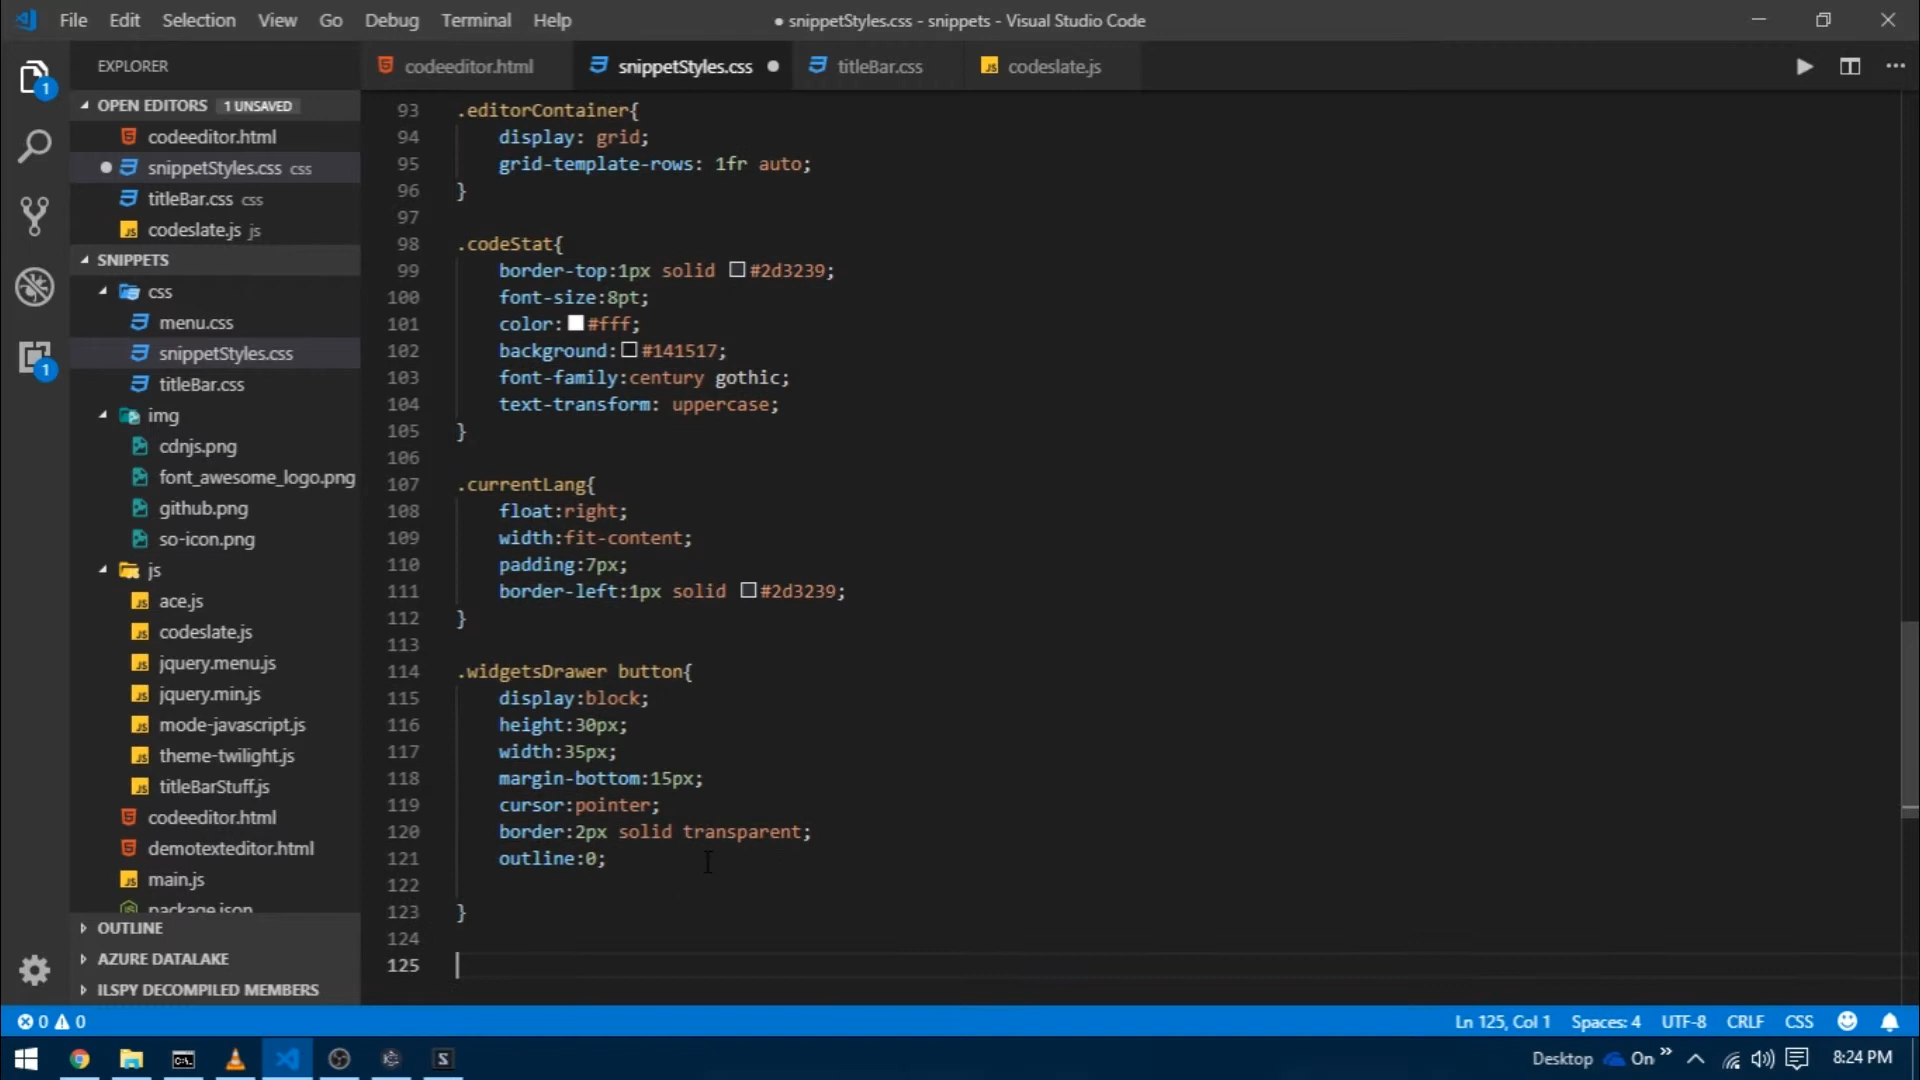 File Edit Selection View Go Debug Terminal Help
● snippetStyles.css - snippets - Visual Studio Code
EXPLORER
OPEN EDITORS 1 UNSAVED
codeeditor.html
snippetStyles.css css
titleBar.css css
codeslate.js js
SNIPPETS
css
menu.css
snippetStyles.css
titleBar.css
img
cdnjs.png
font_awesome_logo.png
github.png
so-icon.png
js
ace.js
codeslate.js
jquery.menu.js
jquery.min.js
mode-javascript.js
theme-twilight.js
titleBarStuff.js
codeeditor.html
demotexteditor.html
main.js
package.json
OUTLINE
AZURE DATALAKE
ILSPY DECOMPILED MEMBERS
1
1
codeeditor.html snippetStyles.css titleBar.css codeslate.js
93 .editorContainer{
94 display: grid;
95 grid-template-rows: 1fr auto;
96 }
97
98 .codeStat{
99 border-top:1px solid #2d3239;
100 font-size:8pt;
101 color:#fff;
102 background:#141517;
103 font-family:century gothic;
104 text-transform: uppercase;
105 }
106
107 .currentLang{
108 float:right;
109 width:fit-content;
110 padding:7px;
111 border-left:1px solid #2d3239;
112 }
113
114 .widgetsDrawer button{
115 display:block;
116 height:30px;
117 width:35px;
118 margin-bottom:15px;
119 cursor:pointer;
120 border:2px solid transparent;
121 outline:0;
122
123 }
124
125
0 0 Ln 125, Col 1 Spaces: 4 UTF-8 CRLF CSS
Desktop On » 8:24 PM